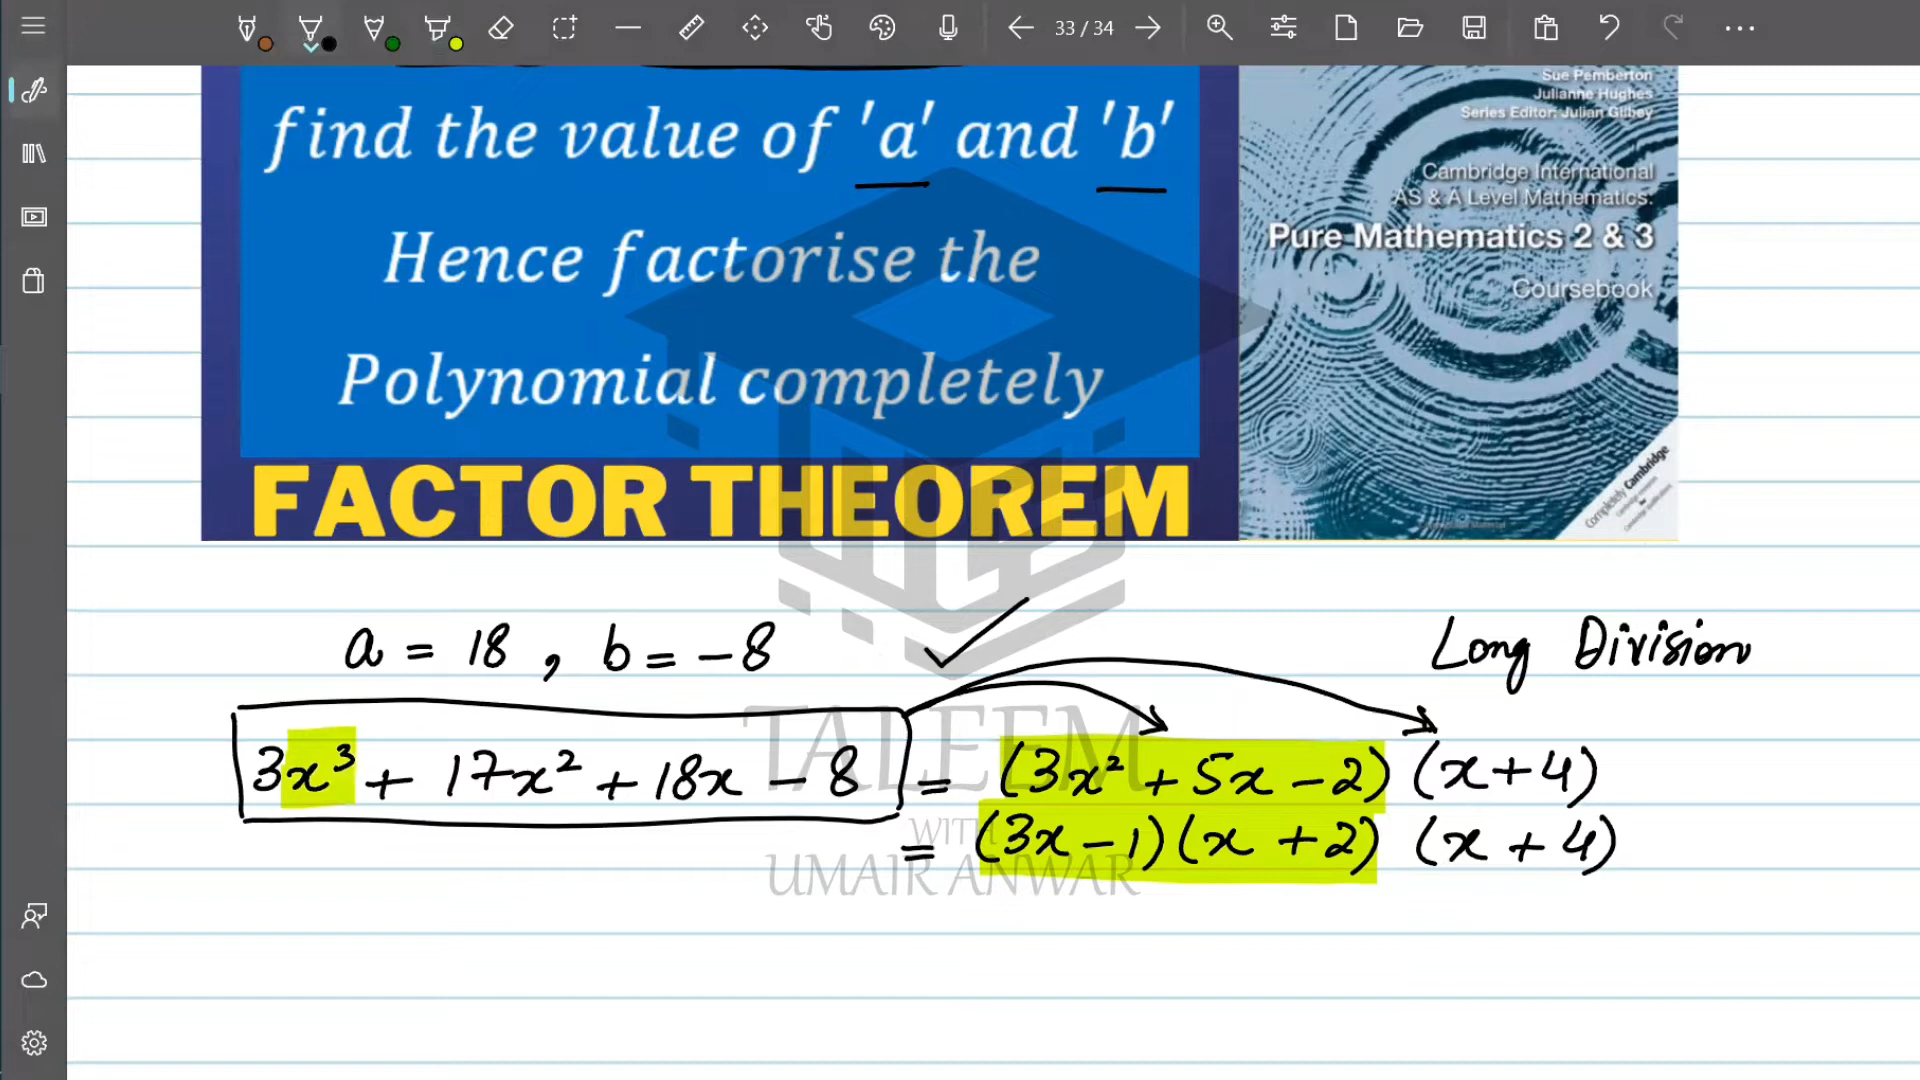 33 / 34
Sue Pemberton
Julianne Hughes
Series Editor: Julian Gilbey
find the value of 'a' and 'b'
Cambridge International
AS & A Level Mathematics:
Pure Mathematics 2 & 3
Coursebook
Hence factorise the
Polynomial completely
Completely Cambridge
FACTOR THEOREM
a = 18 , b = -8
Long Division
3x³ + 17x² + 18x - 8 = (3x² + 5x - 2) (x + 4)
= (3x - 1) (x + 2) (x + 4)
TALEEM
WITH
UMAIR ANWAR